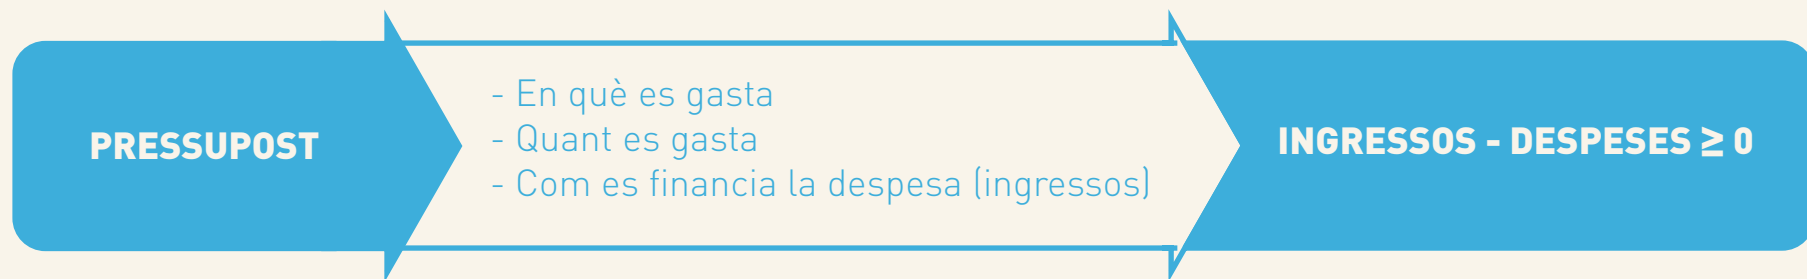 PRESSUPOST
- En què es gasta
- Quant es gasta
- Com es financia la despesa (ingressos)
INGRESSOS - DESPESES ≥ 0